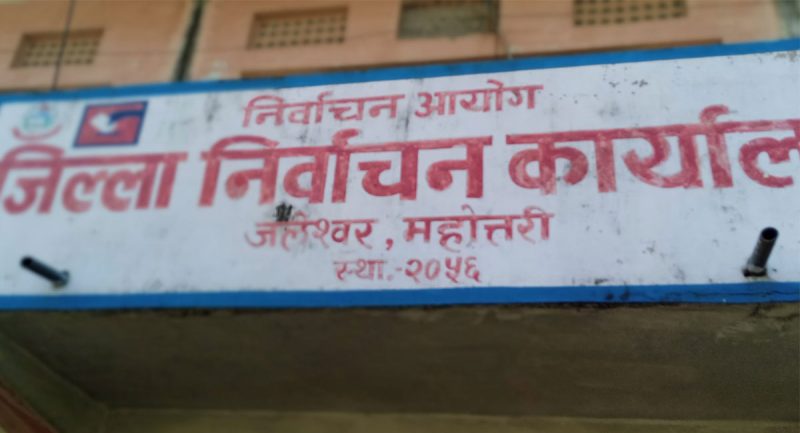 निर्वाचन आयोग
जिल्ला निर्वाचन कार्याल
जलेश्वर, महोत्तरी
स्था.-२०५६